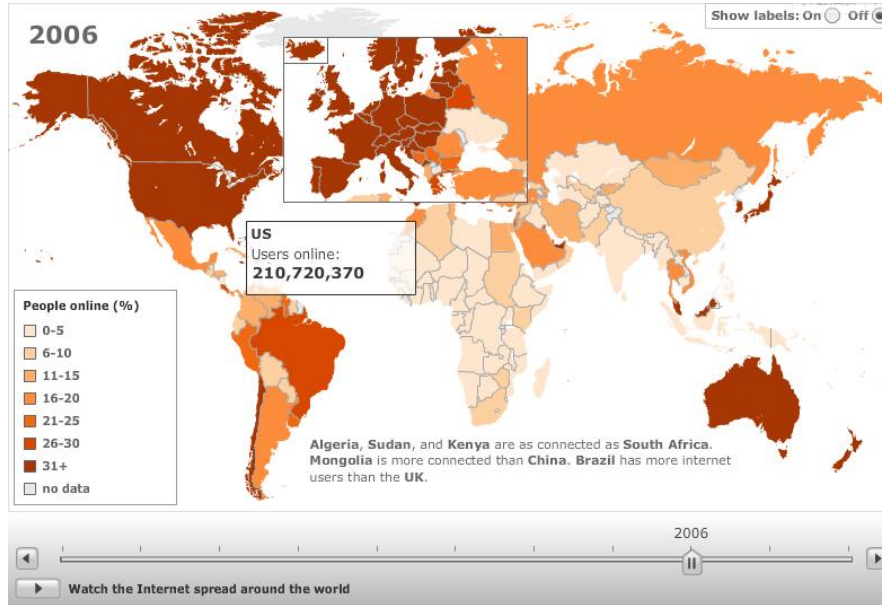 Show labels: On Off
2006
US
Users online:
210,720,370
People online (%)
0-5
6-10
11-15
16-20
21-25
26-30
31+
no data
Algeria, Sudan, and Kenya are as connected as South Africa.
Mongolia is more connected than China. Brazil has more internet
users than the UK.
2006
Watch the Internet spread around the world